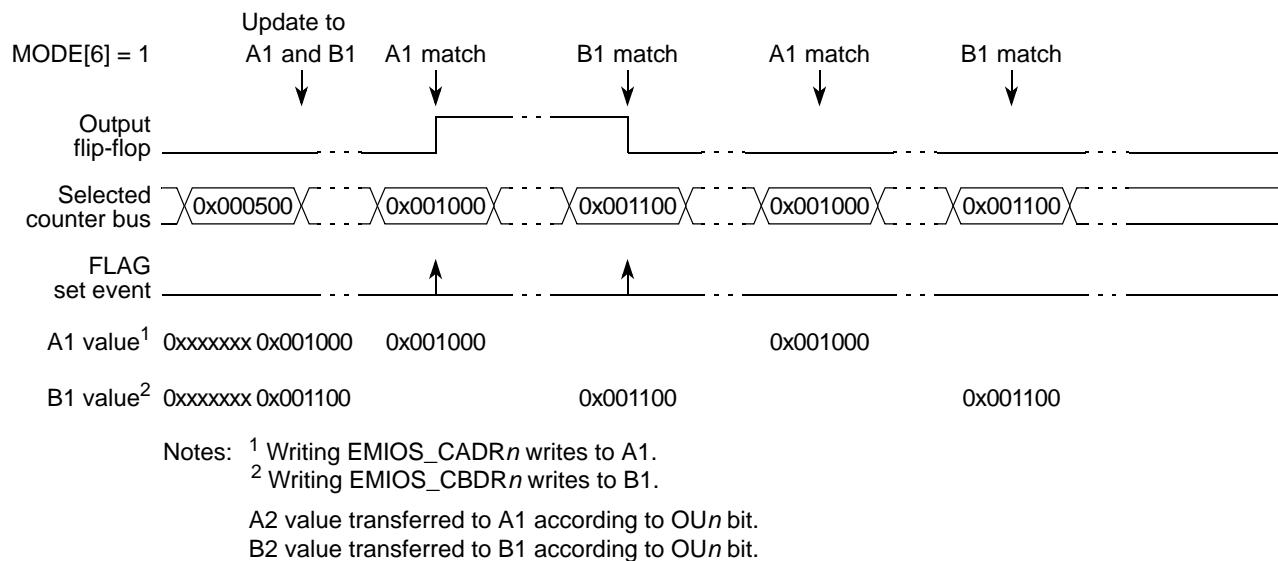 Update to
MODE[6] = 1 A1 and B1 A1 match B1 match A1 match B1 match
Output
flip-flop
Selected
counter bus 0x000500 0x001000 0x001100 0x001000 0x001100
FLAG
set event
A1 value1 0xxxxxxx 0x001000 0x001000 0x001000
B1 value2 0xxxxxxx 0x001100 0x001100 0x001100
Notes: 1 Writing EMIOS_CADRn writes to A1.
2 Writing EMIOS_CBDRn writes to B1.
A2 value transferred to A1 according to OUn bit.
B2 value transferred to B1 according to OUn bit.